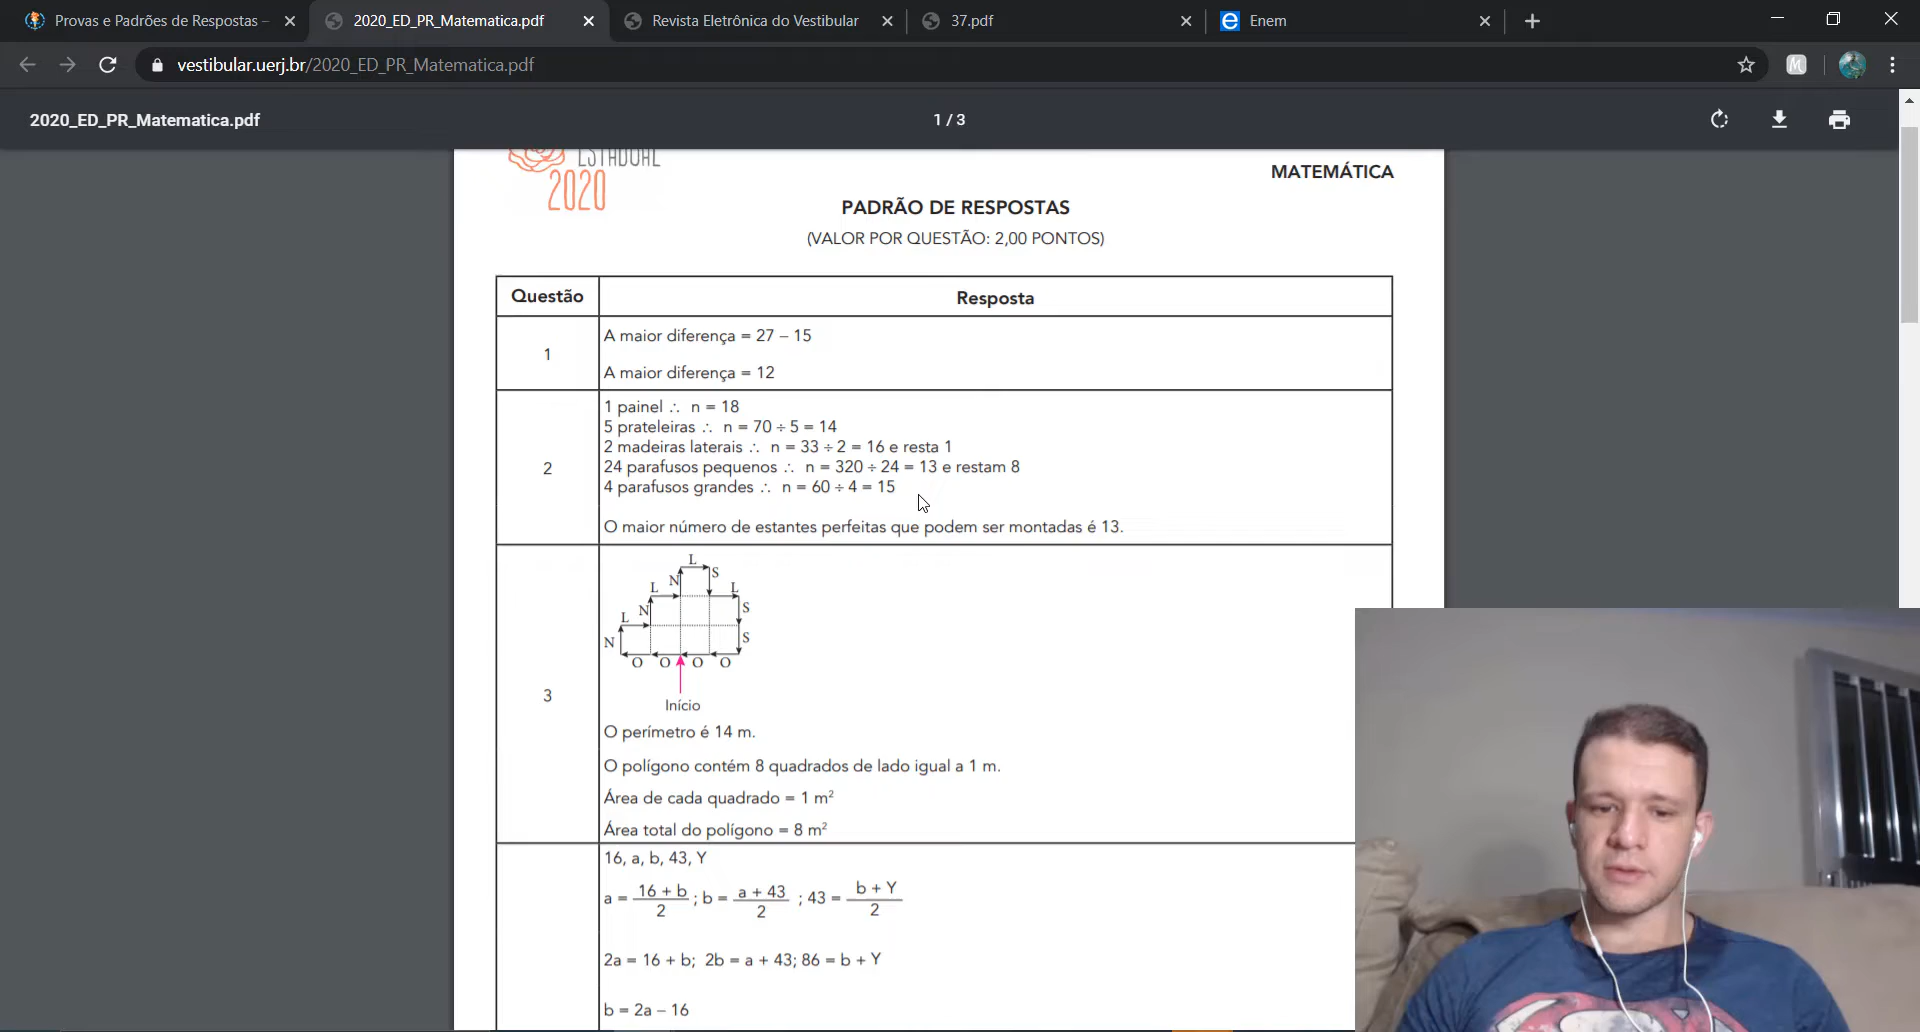 Provas e Padrões de Respostas –
2020_ED_PR_Matematica.pdf
Revista Eletrônica do Vestibular
37.pdf
Enem
vestibular.uerj.br/2020_ED_PR_Matematica.pdf
2020_ED_PR_Matematica.pdf
1 / 3
ESTADUAL
2020
MATEMÁTICA
PADRÃO DE RESPOSTAS
(VALOR POR QUESTÃO: 2,00 PONTOS)
Questão
Resposta
1
A maior diferença = 27 – 15
A maior diferença = 12
2
1 painel ∴ n = 18
5 prateleiras ∴ n = 70 ÷ 5 = 14
2 madeiras laterais ∴ n = 33 ÷ 2 = 16 e resta 1
24 parafusos pequenos ∴ n = 320 ÷ 24 = 13 e restam 8
4 parafusos grandes ∴ n = 60 ÷ 4 = 15
O maior número de estantes perfeitas que podem ser montadas é 13.
3
L
N S
L L
N S
L
N S
O O O O
Início
O perímetro é 14 m.
O polígono contém 8 quadrados de lado igual a 1 m.
Área de cada quadrado = 1 m²
Área total do polígono = 8 m²
16, a, b, 43, Y
a = (16 + b)/2 ; b = (a + 43)/2 ; 43 = (b + Y)/2
2a = 16 + b; 2b = a + 43; 86 = b + Y
b = 2a – 16